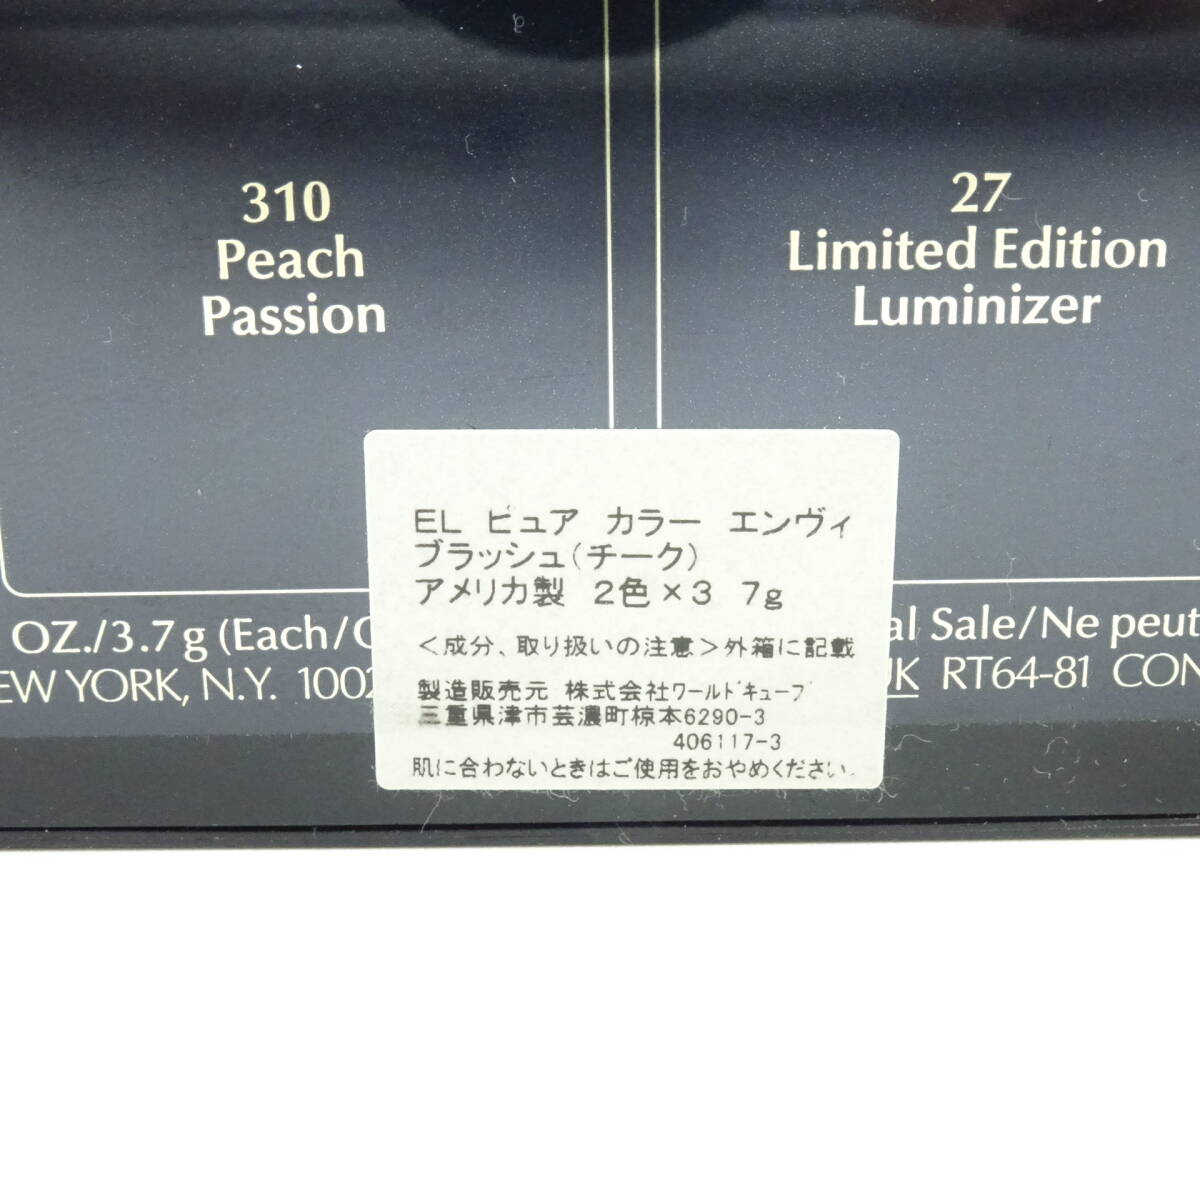 310
Peach
Passion
27
Limited Edition
Luminizer
EL ピュア カラー エンヴィ
ブラッシュ(チーク)
アメリカ製 2色×3 7g
<成分、取り扱いの注意>外箱に記載
製造販売元 株式会社ワールドキューブ
三重県津市芸濃町椋本6290-3
406117-3
肌に合わないときはご使用をおやめください。
OZ./3.7g (Each/C
al Sale/Ne peut
EW YORK, N.Y. 1002
UK RT64-81 CON